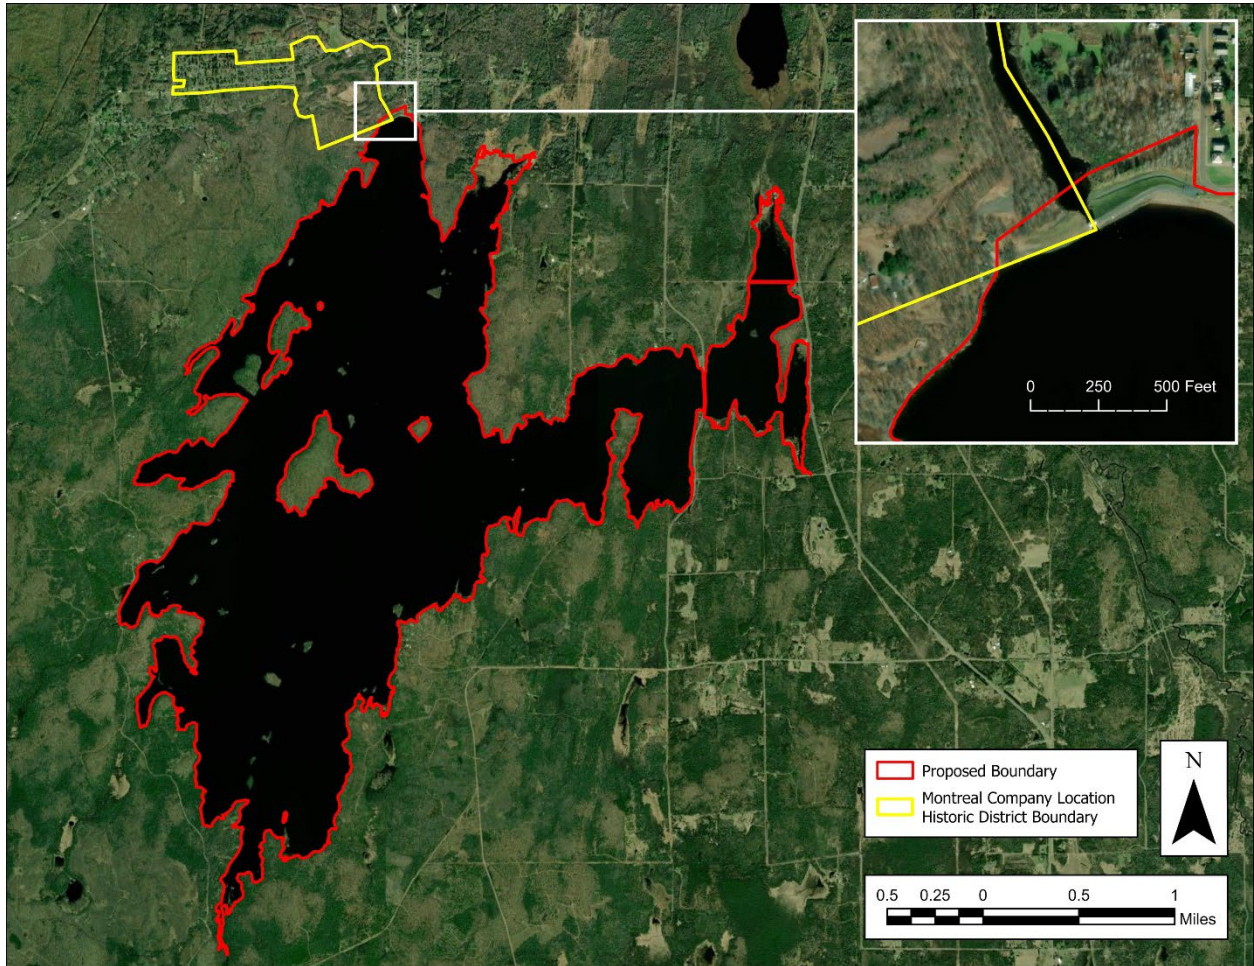 0 250 500 Feet
Proposed Boundary
Montreal Company Location
Historic District Boundary
N
0.5 0.25 0 0.5 1
Miles